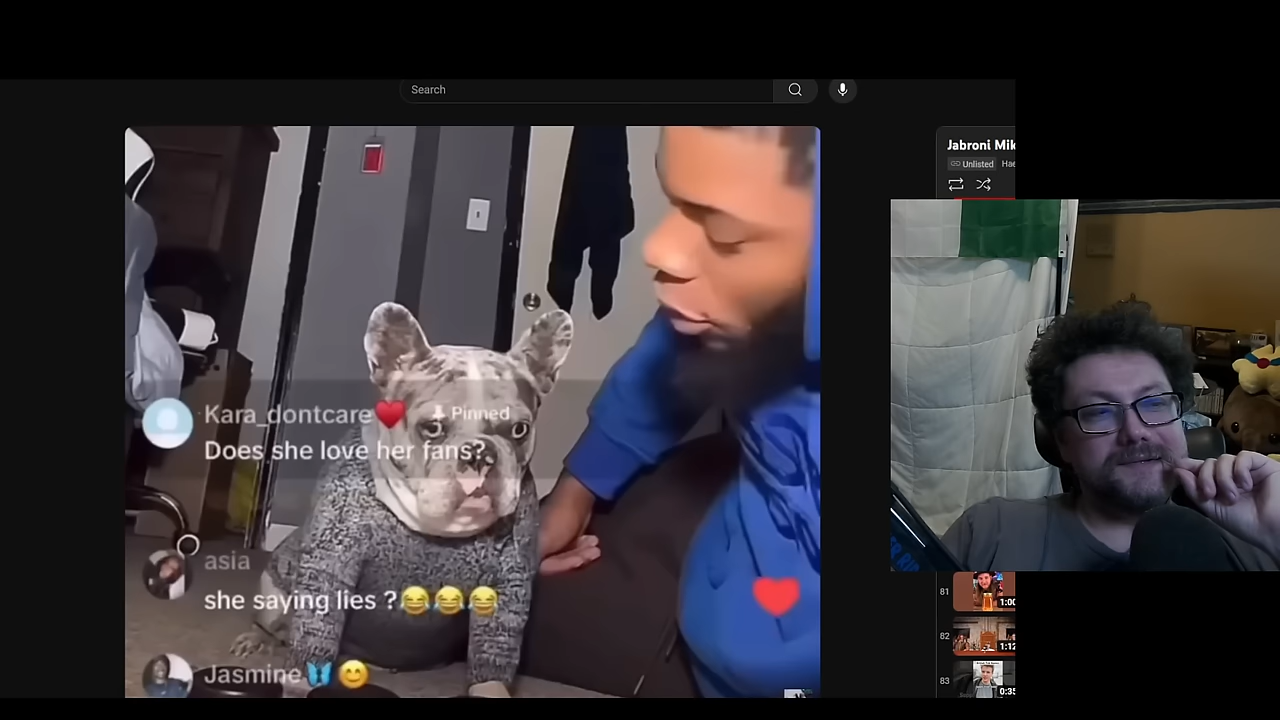 Search
Jabroni Mik
Unlisted Hae
Kara_dontcare❤️ Pinned
Does she love her fans?
asia
she saying lies ?😂😂😂
Jasmine🦋😊
81
1:00
82
1:12
83
0:35